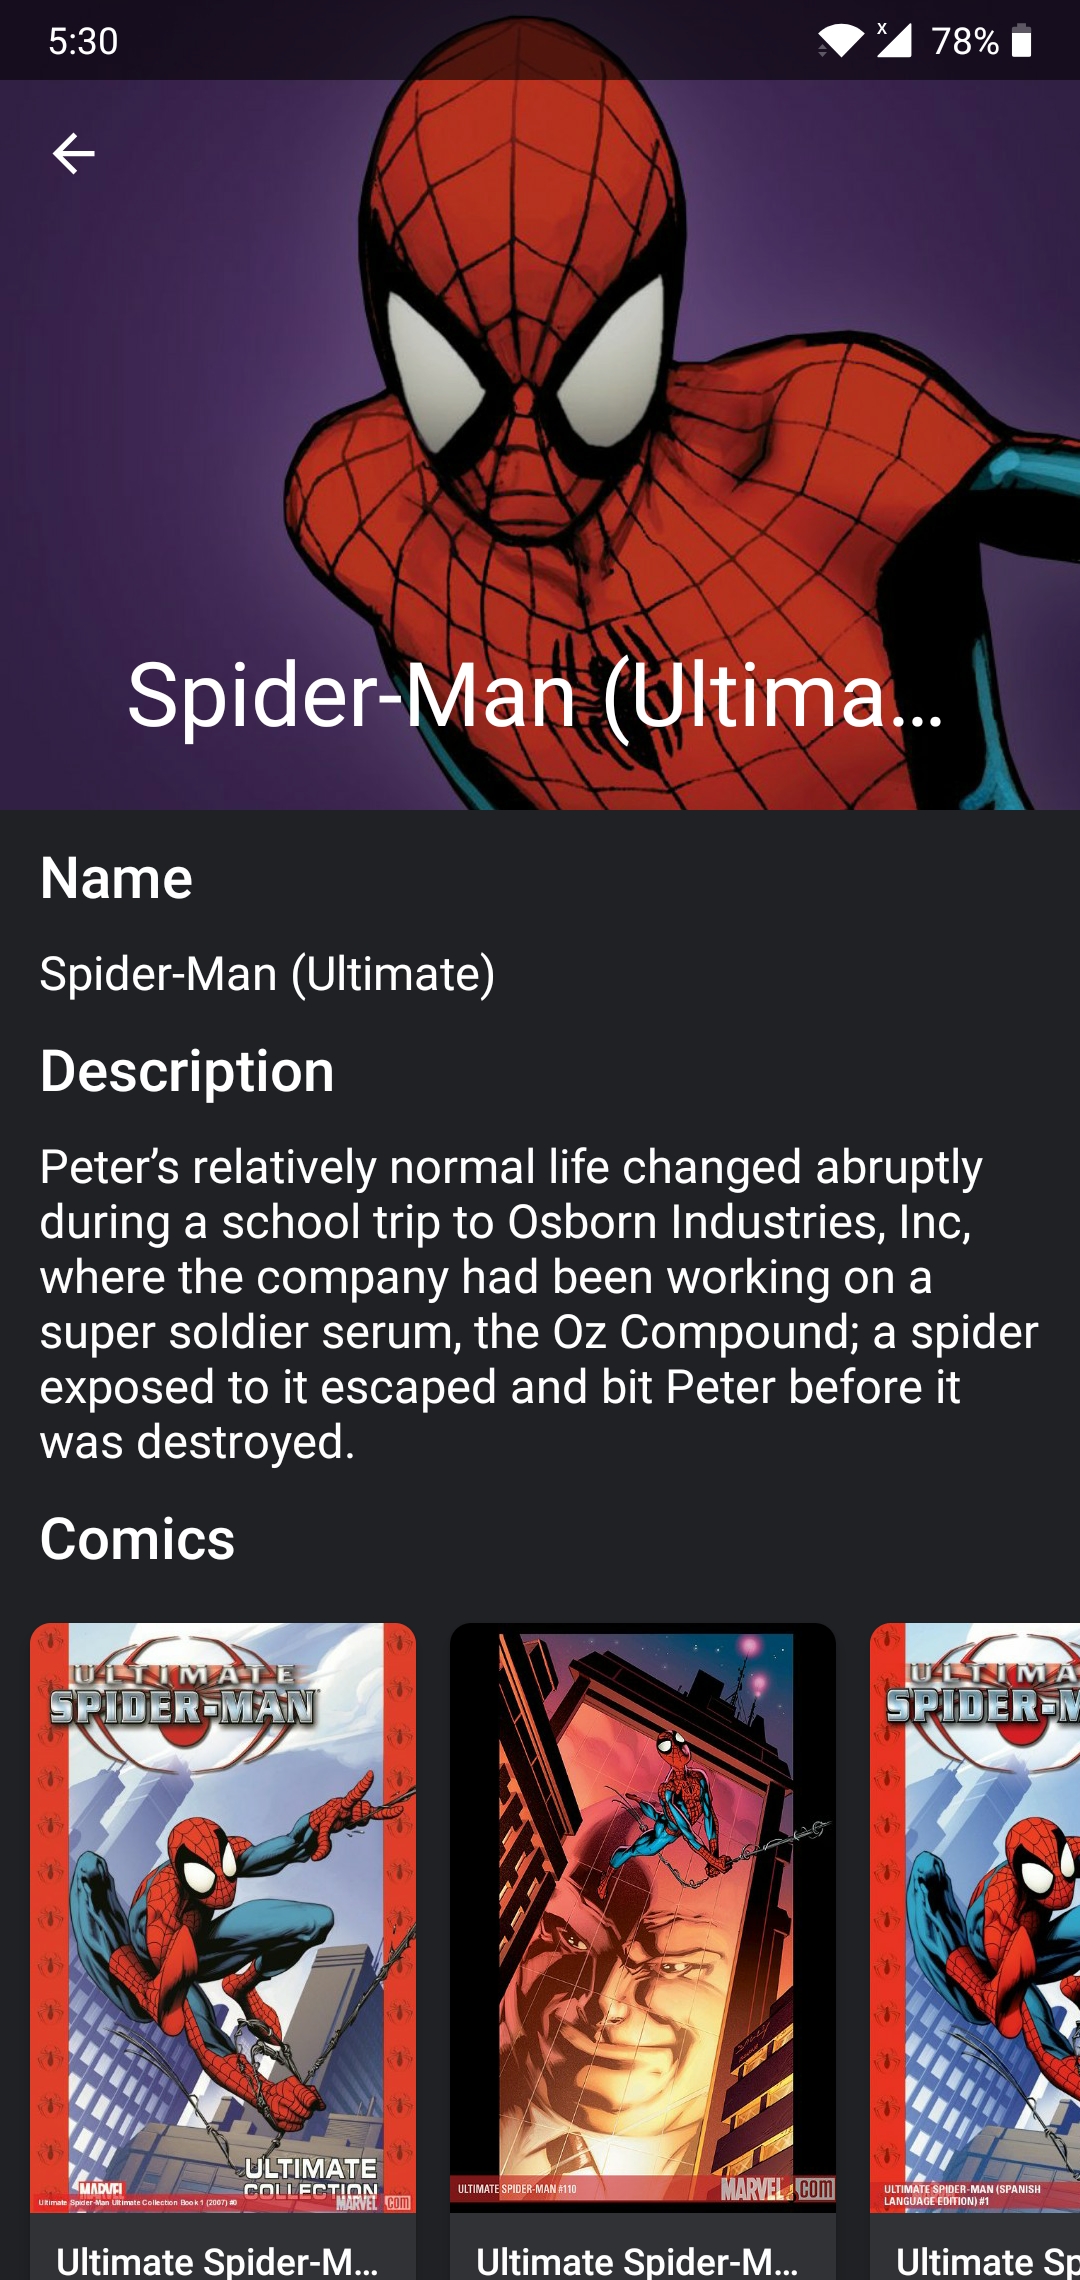 5:30
x
78%
Spider-Man (Ultima...
Name
Spider-Man (Ultimate)
Description
Peter’s relatively normal life changed abruptly
during a school trip to Osborn Industries, Inc,
where the company had been working on a
super soldier serum, the Oz Compound; a spider
exposed to it escaped and bit Peter before it
was destroyed.
Comics
ULTIMATE
SPIDER-MAN
ULTIMATE
COLLECTION
MARVEL
Ultimate Spider-Man Ultimate Collection Book 1 (2007) #0
MARVEL.com
ULTIMATE SPIDER-MAN #110
MARVEL.com
ULTIMA
SPIDER-M
ULTIMATE SPIDER-MAN (SPANISH
LANGUAGE EDITION) #1
Ultimate Spider-M...
Ultimate Spider-M...
Ultimate Sp